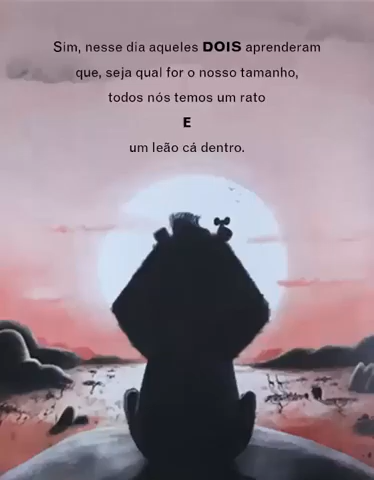 Sim, nesse dia aqueles DOIS aprenderam
que, seja qual for o nosso tamanho,
todos nós temos um rato
E
um leão cá dentro.